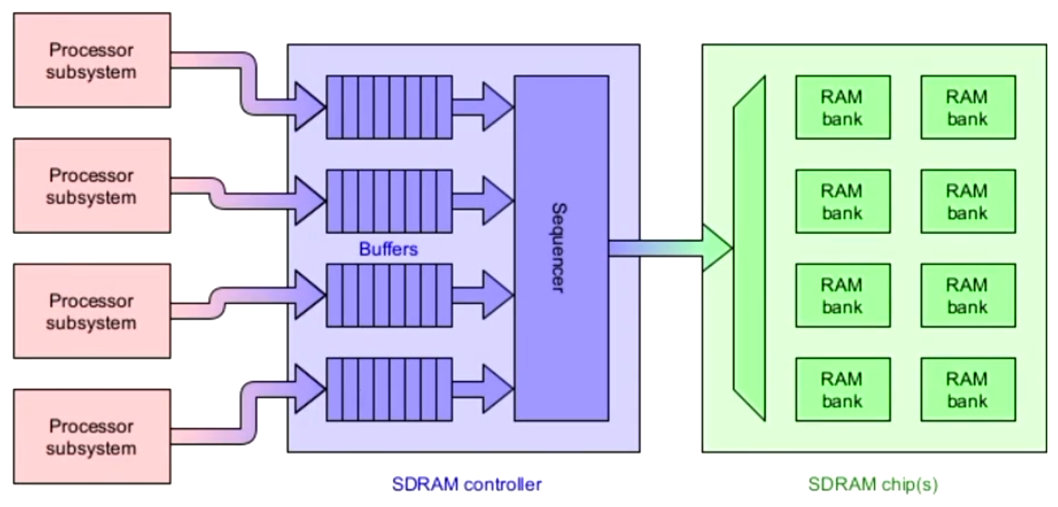 Processor
subsystem
Processor
subsystem
Processor
subsystem
Processor
subsystem
Buffers
Sequencer
SDRAM controller
RAM
bank
RAM
bank
RAM
bank
RAM
bank
RAM
bank
RAM
bank
RAM
bank
RAM
bank
SDRAM chip(s)